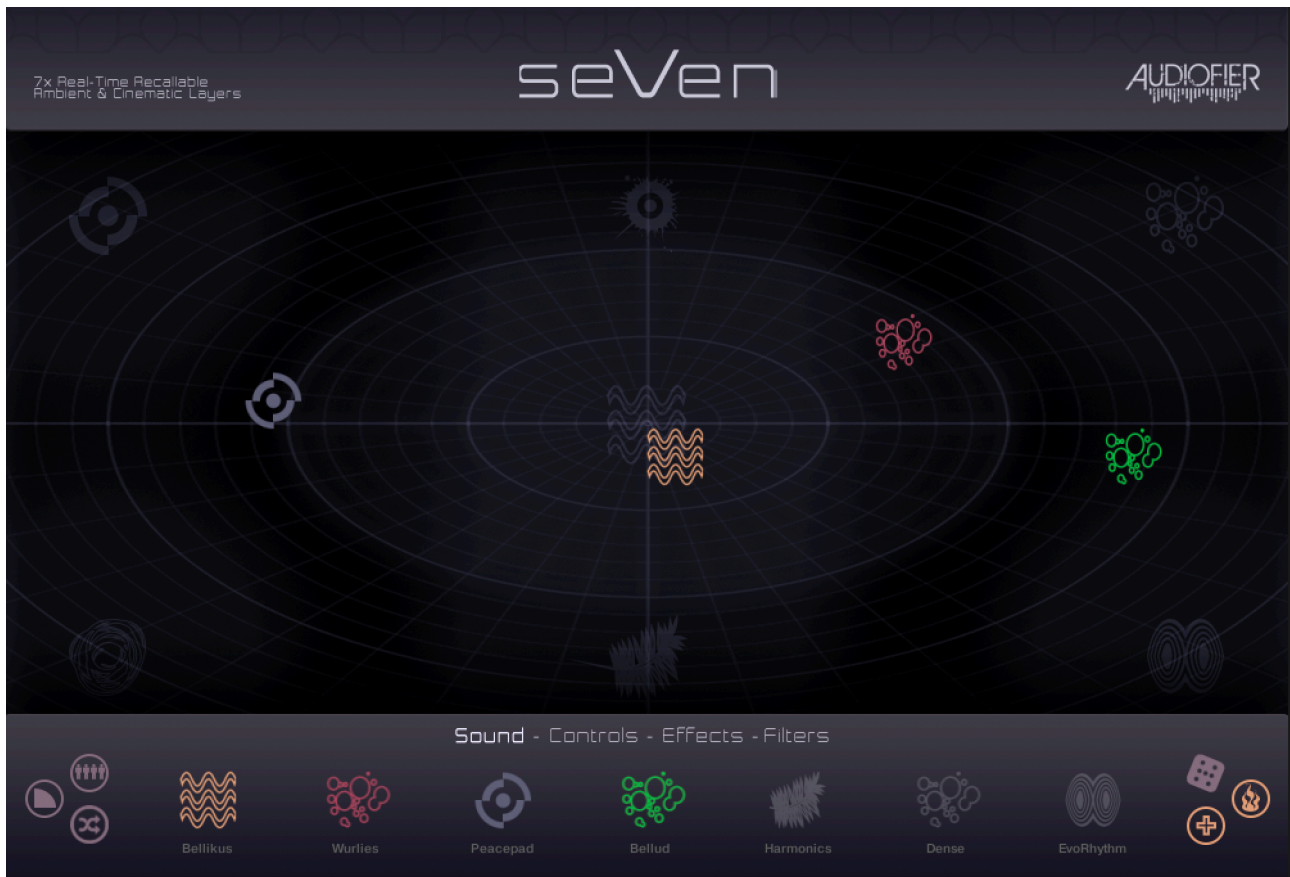 7x Real-Time Recallable
Ambient & Cinematic Layers
seVen
AUDIOFIER
Sound - Controls - Effects - Filters
Bellikus
Wurlies
Peacepad
Bellud
Harmonics
Dense
EvoRhythm